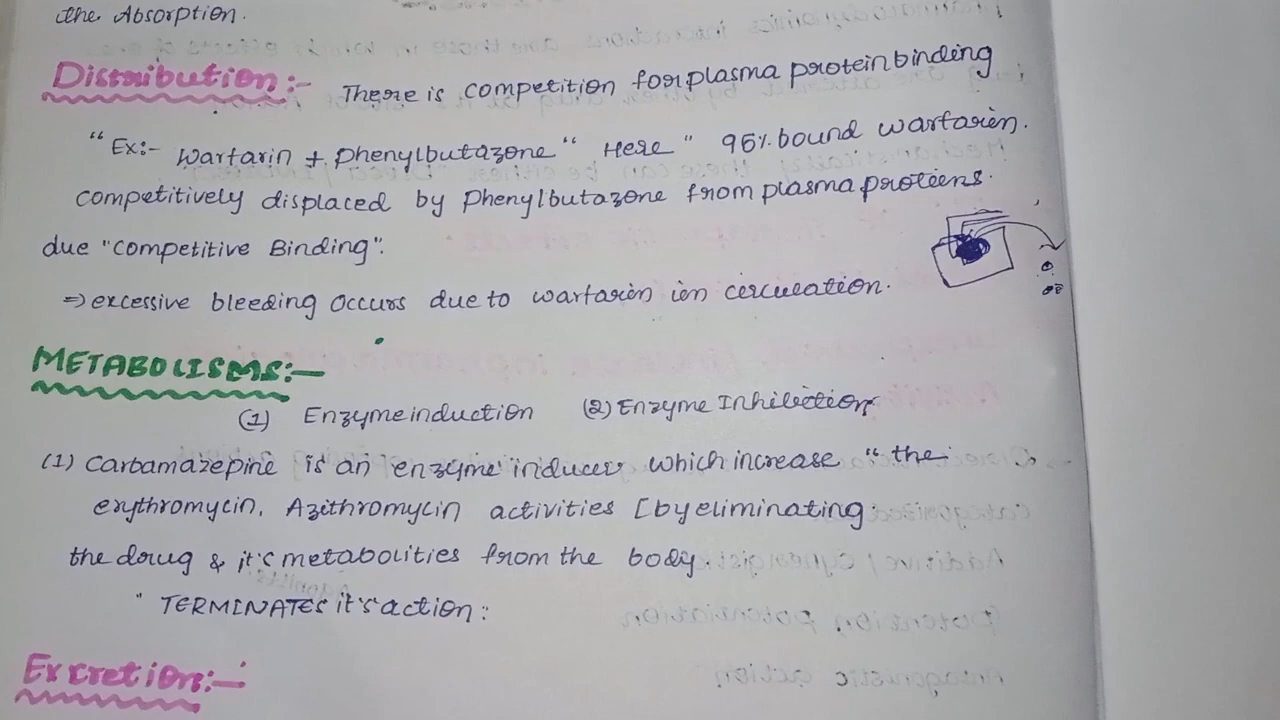 the Absorption.
Distribution:- There is competition for plasma protein binding
"Ex:- Warfarin + Phenylbutazone" Here" 95% bound warfarin.
competitively displaced by Phenylbutazone from plasma proteins.
due "Competitive Binding".
⇒ excessive bleeding occurs due to warfarin in circulation.
METABOLISMS:-
(1) Enzyme induction (2) Enzyme Inhibition
(1) Carbamazepine is an enzyme inducer which increase "the
erythromycin, Azithromycin activities [by eliminating
the drug & it's metabolities from the body.
" TERMINATES it's action:
Excretion:-